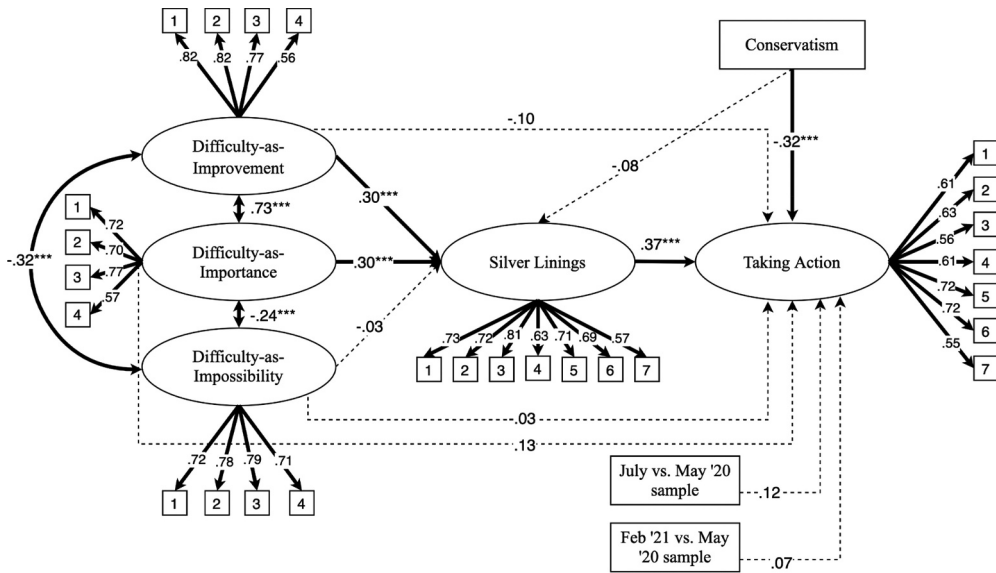 1 2 3 4
.82 .82 .77 .56
Conservatism
Difficulty-as-
Improvement
-.10
-.32***
-.08
.30***
.73***
1
2
3
4
.72
.70
.77
.57
-.32***
Difficulty-as-
Importance
.30***
Silver Linings
.37***
Taking Action
1
2
3
4
5
6
7
.61
.63
.56
.61
.72
.72
.55
-.24***
-.03
Difficulty-as-
Impossibility
.73 .72 .81 .63 .71 .69 .57
1 2 3 4 5 6 7
.03
.13
.72 .78 .79 .71
1 2 3 4
July vs. May '20
sample
-.12
Feb '21 vs. May
'20 sample
.07